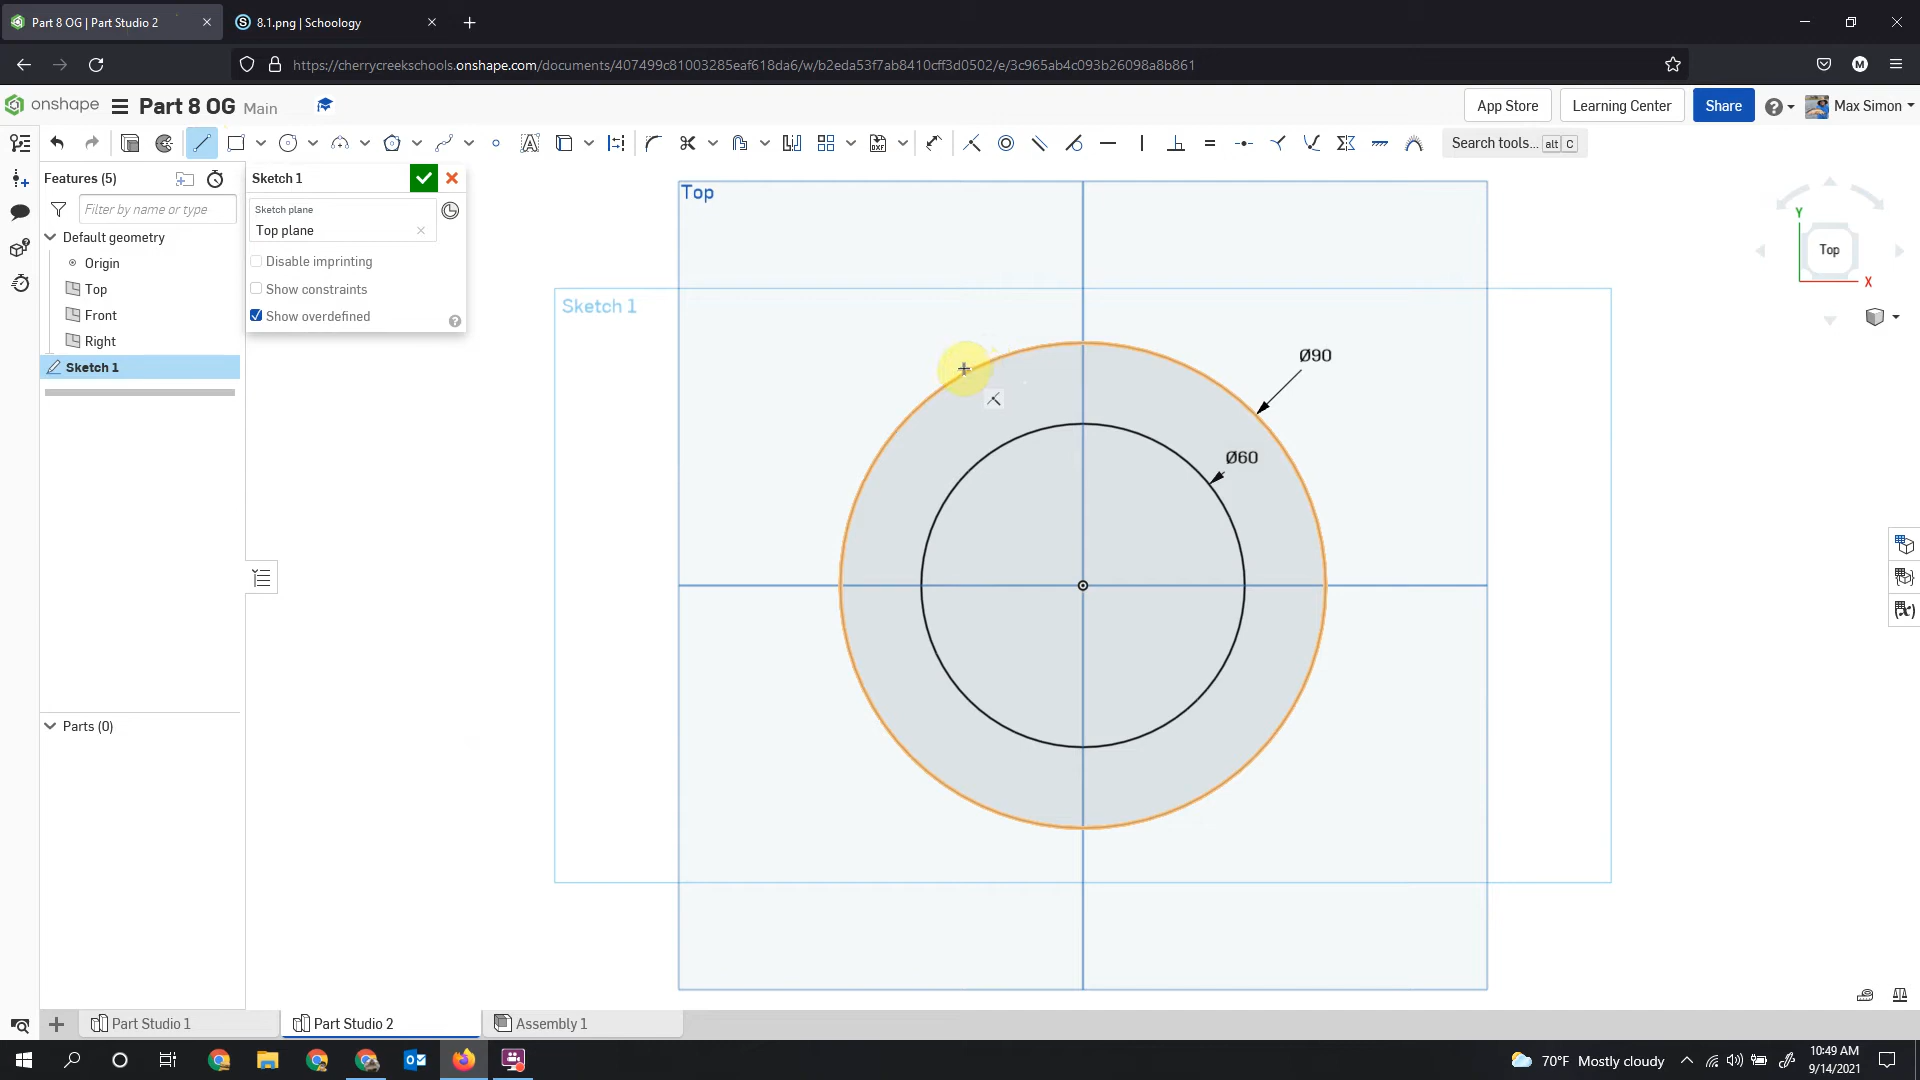 Part 8 OG | Part Studio 2
8.1.png | Schoology
https://cherrycreekschools.onshape.com/documents/407499c81003285eaf618da6/w/b2eda53f7ab8410cff3d0502/e/3c965ab4c093b26098a8b861
onshape
Part 8 OG Main
App Store
Learning Center
Share
Max Simon
Search tools... alt C
Features (5)
Filter by name or type
Default geometry
Origin
Top
Front
Right
Sketch 1
Parts (0)
Sketch 1
Sketch plane
Top plane
Disable imprinting
Show constraints
Show overdefined
Top
Sketch 1
Ø90
Ø60
Y
Top
X
Part Studio 1
Part Studio 2
Assembly 1
70°F Mostly cloudy
10:49 AM
9/14/2021